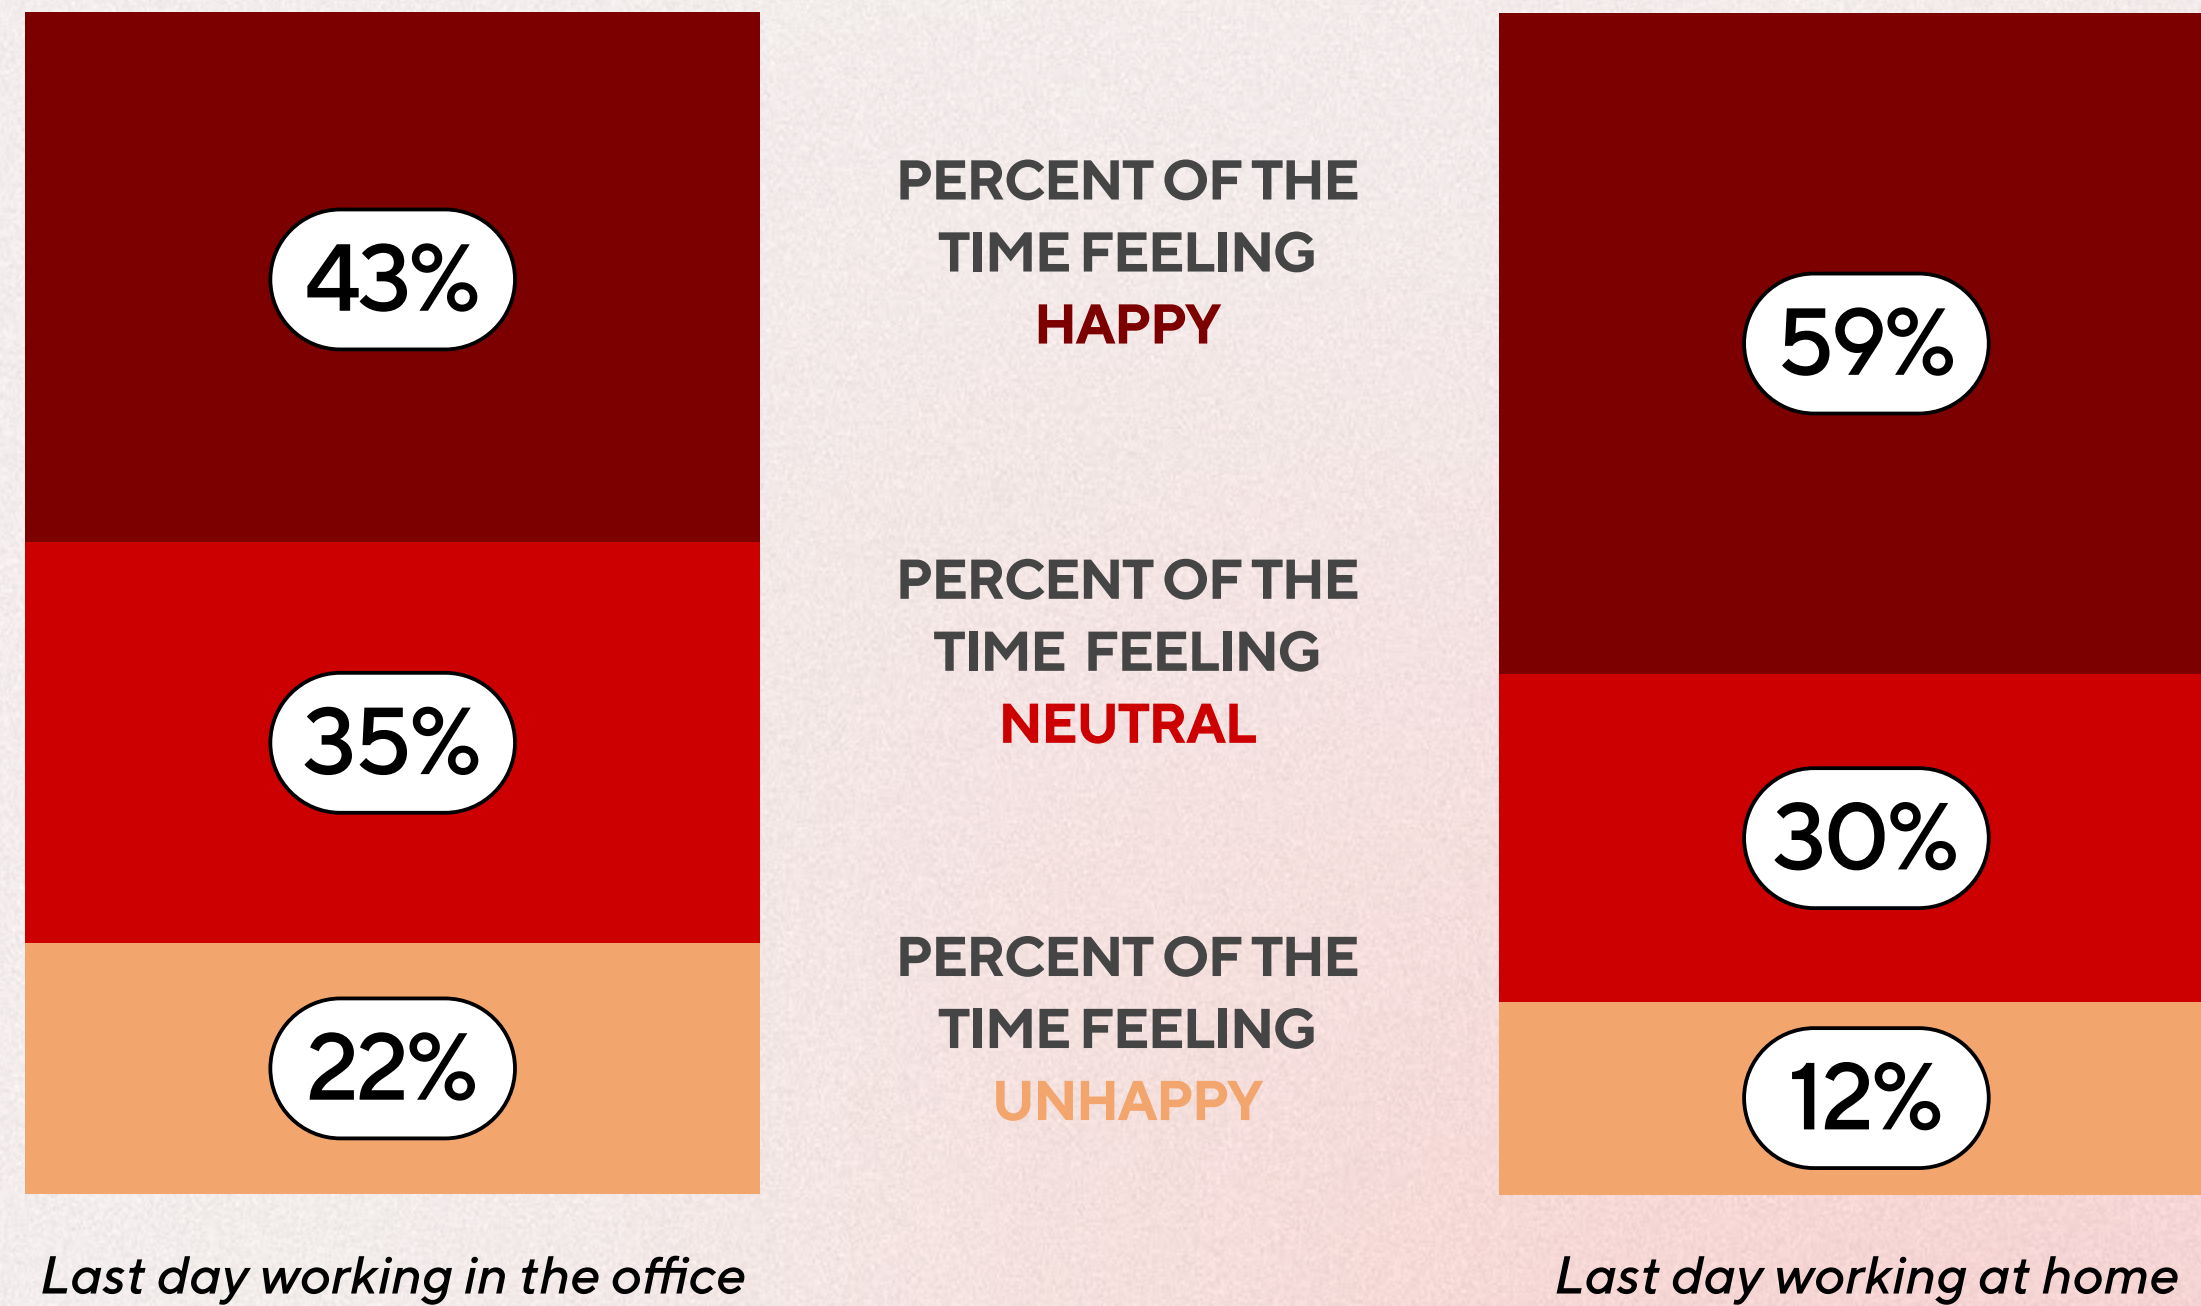 43%
35%
22%
Last day working in the office
PERCENT OF THE
TIME FEELING
HAPPY
PERCENT OF THE
TIME FEELING
NEUTRAL
PERCENT OF THE
TIME FEELING
UNHAPPY
59%
30%
12%
Last day working at home